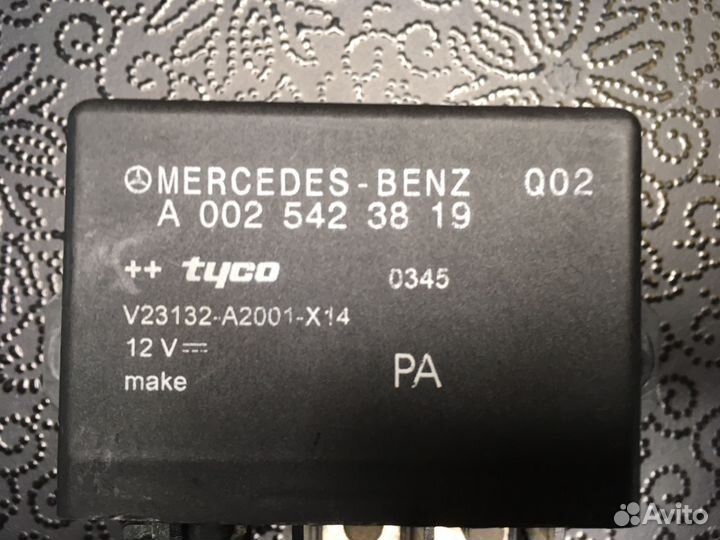 MERCEDES-BENZ Q02
A 002 542 38 19
++ tyco 0345
V23132-A2001-X14
12 V
make PA
Avito